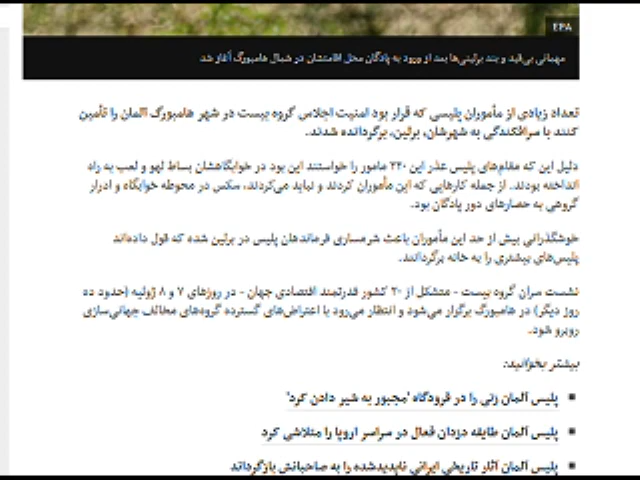 EPA
مهمانی بی‌قید و بند برلینی‌ها بعد از ورود به پادگان محل اقامتشان در شمال هامبورگ آغاز شد
تعداد زیادی از مأموران پلیسی که قرار بود امنیت اجلاس گروه بیست در شهر هامبورگ آلمان را تأمین
کنند با سرافکندگی به شهرشان، برلین، برگردانده شدند.
دلیل این که مقام‌های پلیس عذر این ۲۲۰ مامور را خواستند این بود در خوابگاهشان بساط لهو و لعب به راه
انداخته بودند. از جمله کارهایی که این مأموران کردند و نباید می‌کردند، سکس در محوطه خوابگاه و ادرار
گروهی به حصارهای دور پادگان بود.
خوشگذرانی بیش از حد این مأموران باعث شرمساری فرماندهان پلیس در برلین شده که قول داده‌اند
پلیس‌های بیشتری را به خانه برگردانند.
نشست سران گروه بیست - متشکل از ۲۰ کشور قدرتمند اقتصادی جهان - در روزهای ۷ و ۸ ژوئیه (حدود ده
روز دیگر) در هامبورگ برگزار می‌شود و انتظار می‌رود با اعتراض‌های گسترده گروه‌های مخالف جهانی‌سازی
روبرو شود.
بیشتر بخوانید:
پلیس آلمان زنی را در فرودگاه 'مجبور به شیر دادن کرد'
پلیس آلمان طایفه دزدان فعال در سراسر اروپا را متلاشی کرد
پلیس آلمان آثار تاریخی ایرانی ناپدیدشده را به صاحبانش بازگرداند